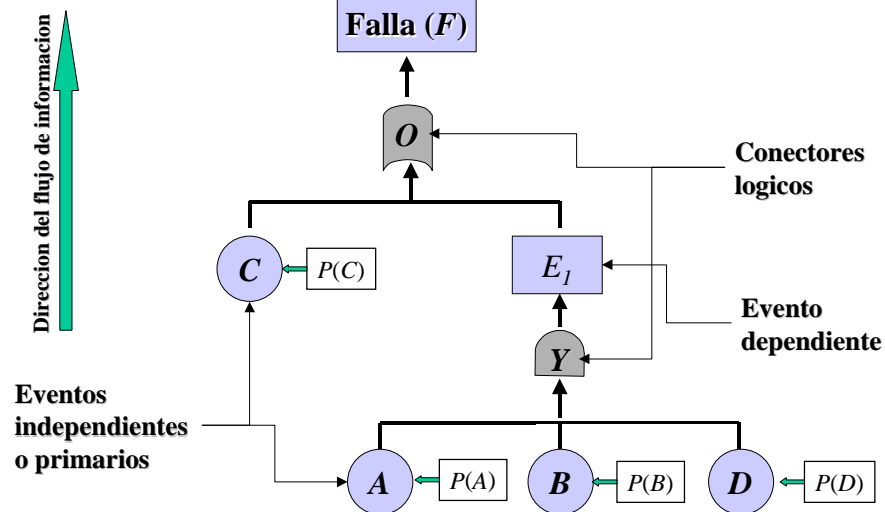 Falla (F)
Direccion del flujo de informacion
O
Conectores
logicos
C
P(C)
E1
Evento
dependiente
Y
Eventos
independientes
o primarios
A
P(A)
B
P(B)
D
P(D)